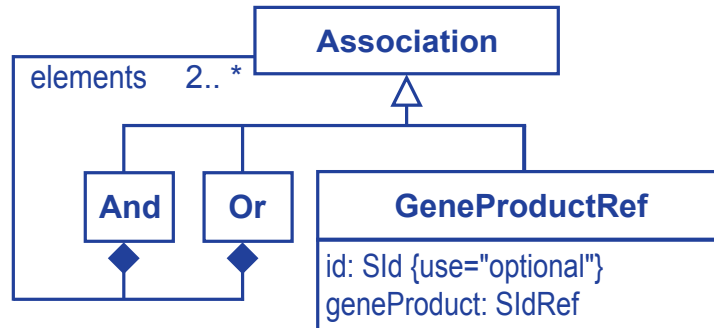 Association
elements 2.. *
And
Or
GeneProductRef
id: SId {use="optional"}
geneProduct: SIdRef